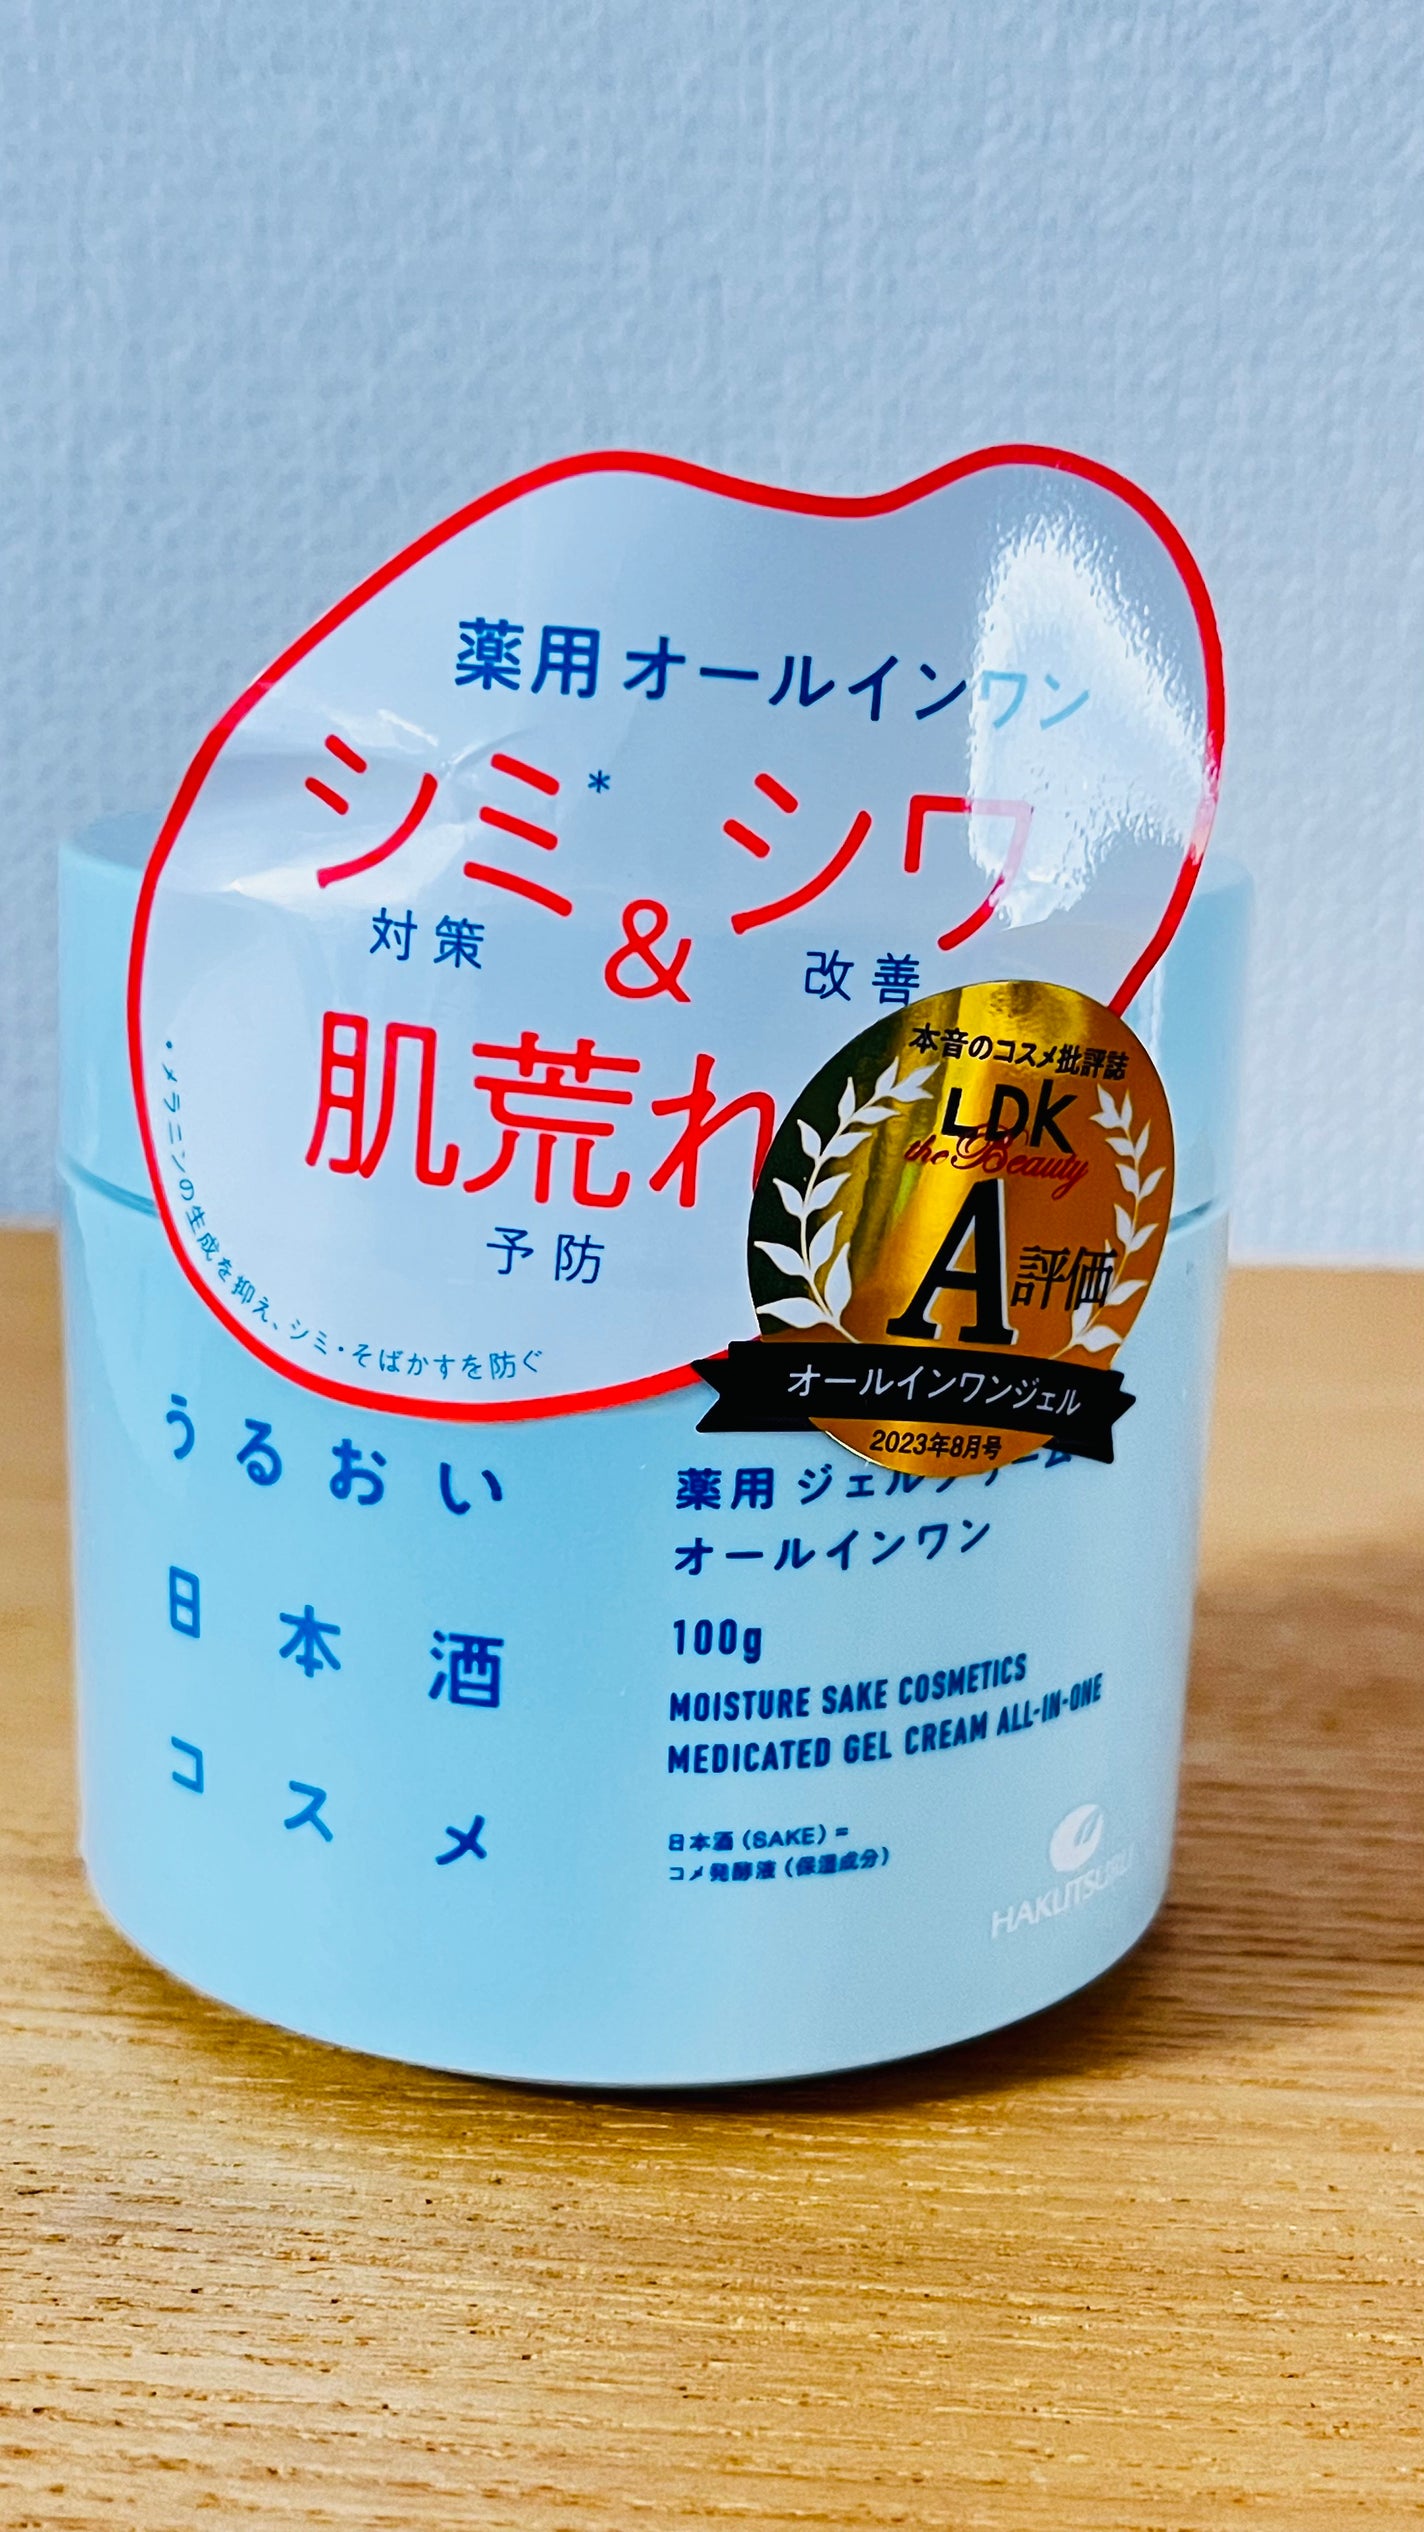 薬用オールインワン
シミ* シワ
対策 & 改善
肌荒れ
予防
・メラニンの生成を抑え、シミ・そばかすを防ぐ
本音のコスメ批評誌
LDK
the Beauty
A評価
オールインワンジェル
2023年8月号
うるおい
日本酒
コスメ
薬用 ジェルクリーム
オールインワン
100g
MOISTURE SAKE COSMETICS
MEDICATED GEL CREAM ALL-IN-ONE
日本酒（SAKE）=
コメ発酵液（保湿成分）
HAKUTSURU